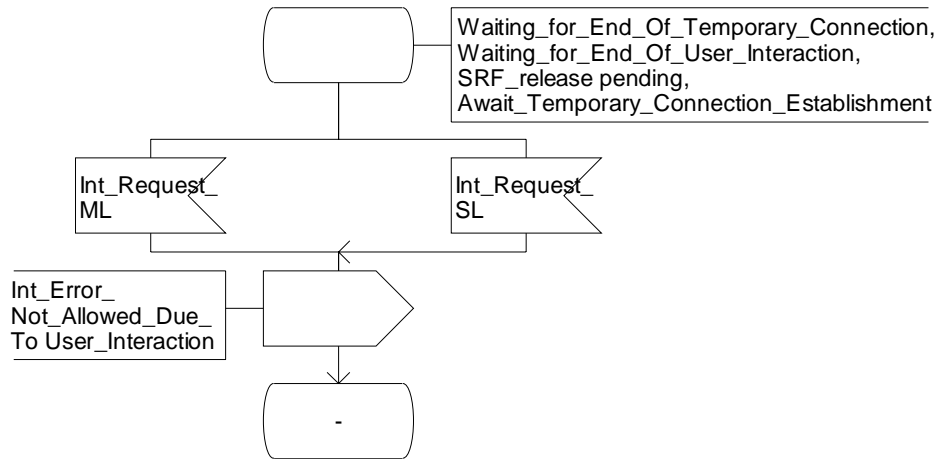 Waiting_for_End_Of_Temporary_Connection,
Waiting_for_End_Of_User_Interaction,
SRF_release pending,
Await_Temporary_Connection_Establishment
Int_Request_
ML
Int_Request_
SL
Int_Error_
Not_Allowed_Due_
To User_Interaction
-